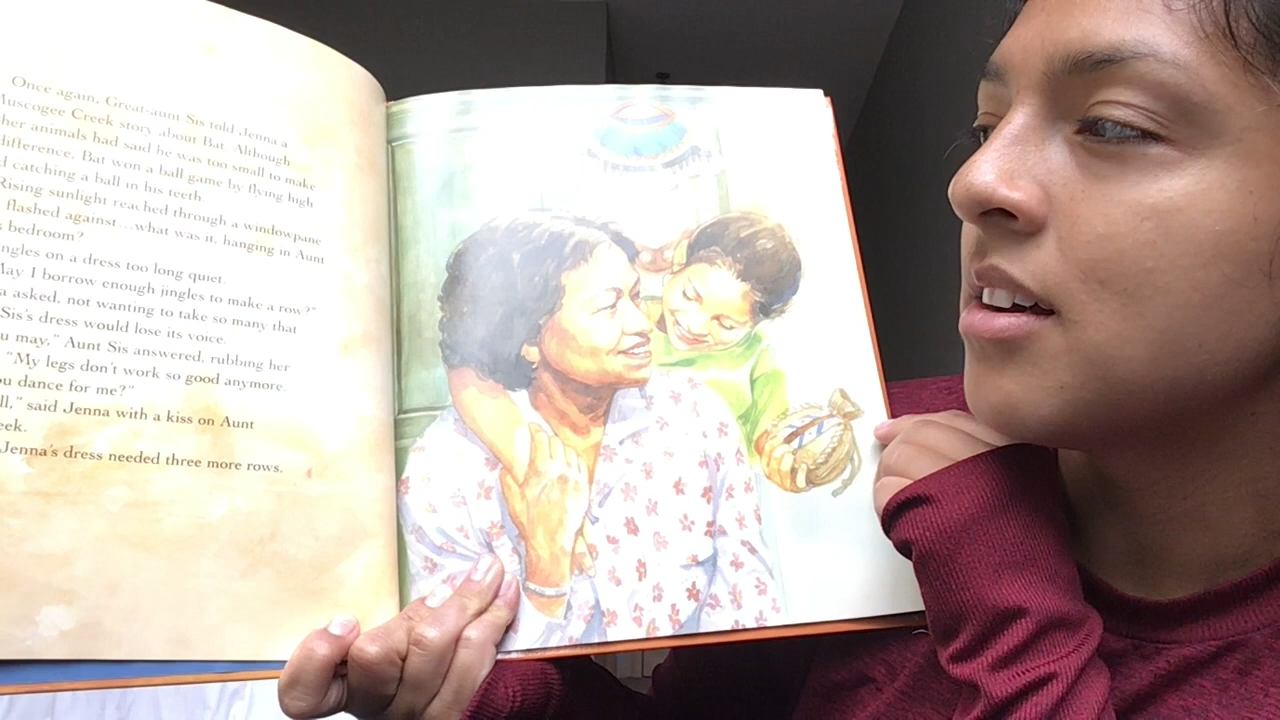 Once again, Great-aunt Sis told Jenna a
Muscogee Creek story about Bat. Although
her animals had said he was too small to make
difference, Bat won a ball game by flying high
d catching a ball in his teeth.
Rising sunlight reached through a windowpane
flashed against...what was it, hanging in Aunt
s bedroom?
ngles on a dress too long quiet.
May I borrow enough jingles to make a row?"
a asked, not wanting to take so many that
Sis's dress would lose its voice.
u may," Aunt Sis answered, rubbing her
"My legs don't work so good anymore.
ou dance for me?"
ll," said Jenna with a kiss on Aunt
eek.
Jenna's dress needed three more rows.